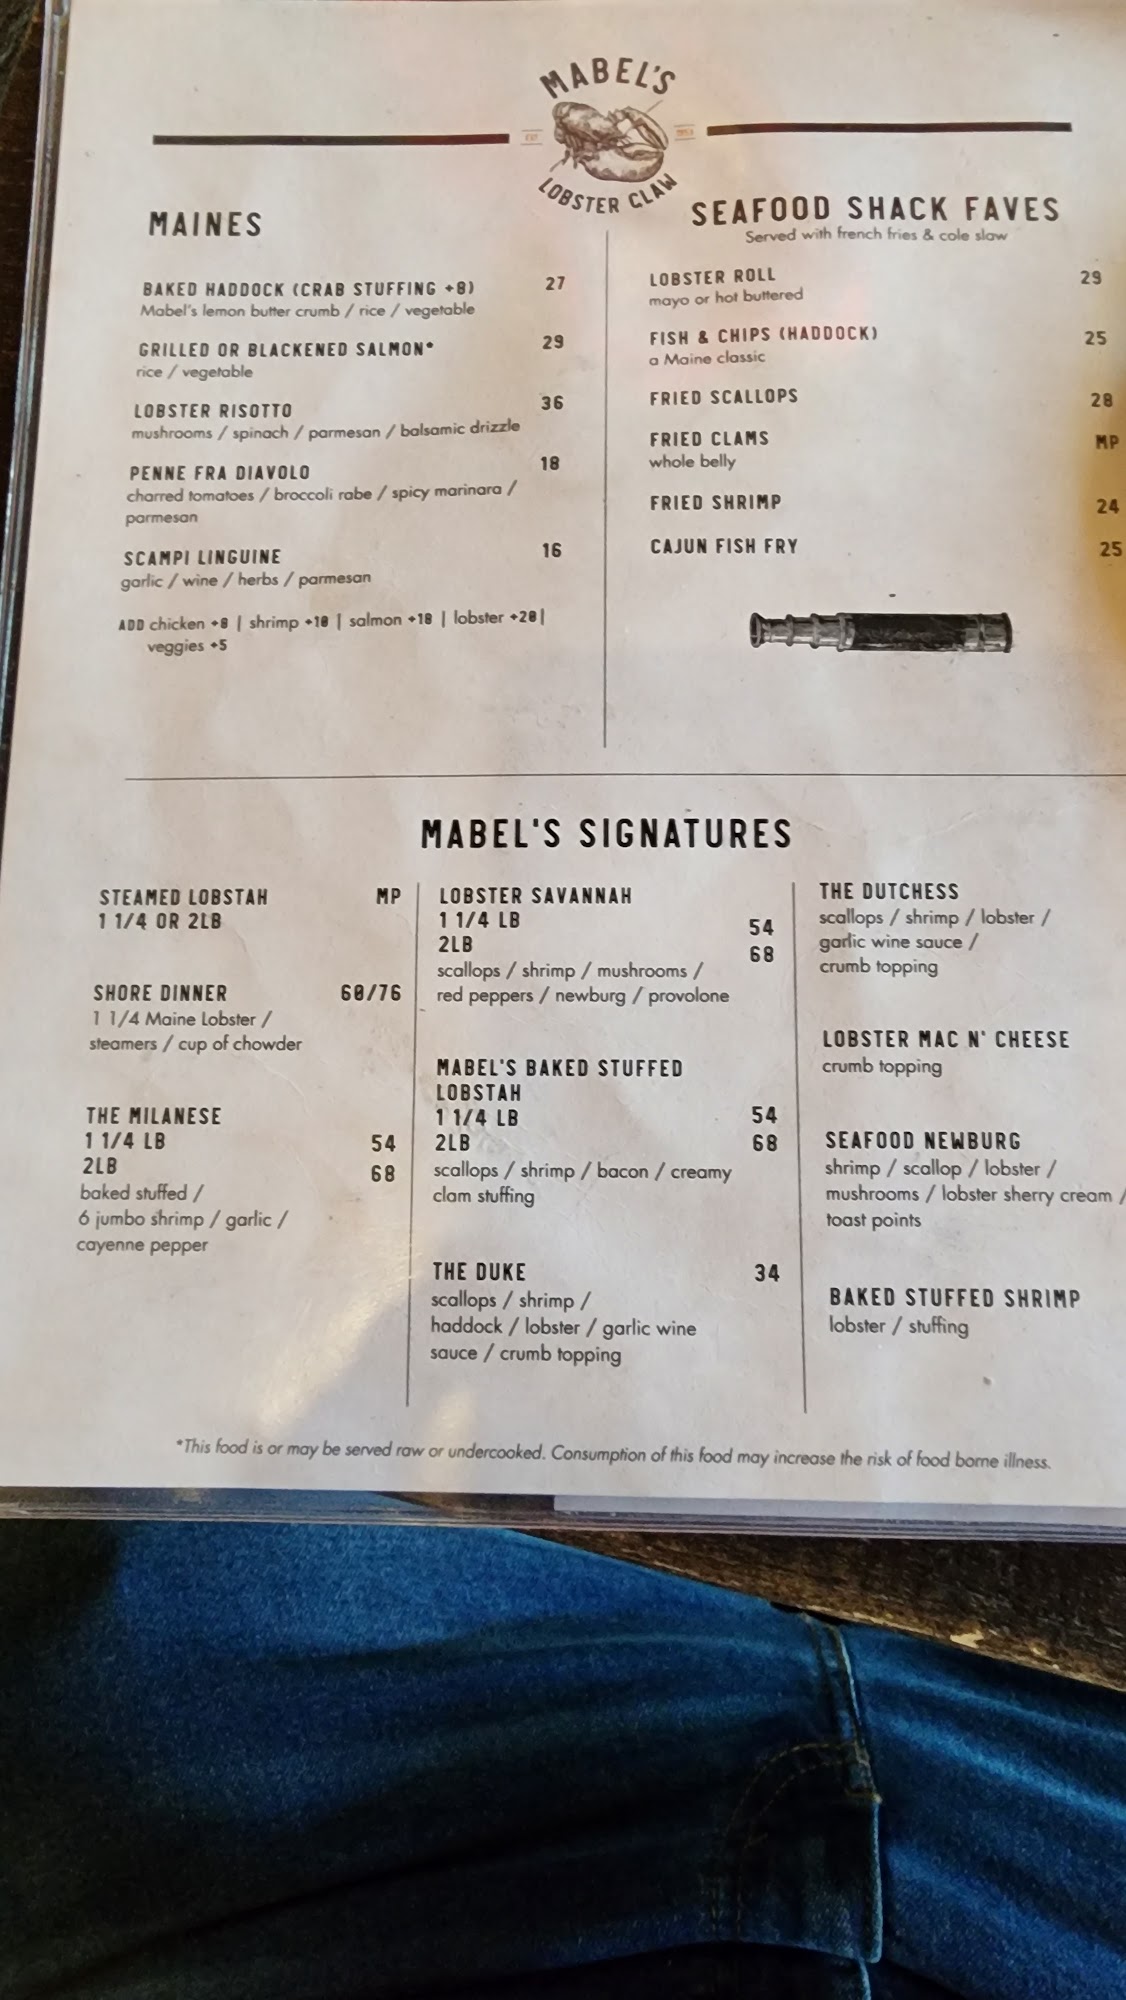 MABEL'S
LOBSTER CLAW
MAINES
BAKED HADDOCK (CRAB STUFFING +8) 27
Mabel's lemon butter crumb / rice / vegetable
GRILLED OR BLACKENED SALMON* 29
rice / vegetable
LOBSTER RISOTTO 36
mushrooms / spinach / parmesan / balsamic drizzle
PENNE FRA DIAVOLO 18
charred tomatoes / broccoli rabe / spicy marinara /
parmesan
SCAMPI LINGUINE 16
garlic / wine / herbs / parmesan
ADD chicken +8 | shrimp +10 | salmon +18 | lobster +20|
veggies +5
SEAFOOD SHACK FAVES
Served with french fries & cole slaw
LOBSTER ROLL 29
mayo or hot buttered
FISH & CHIPS (HADDOCK) 25
a Maine classic
FRIED SCALLOPS 28
FRIED CLAMS MP
whole belly
FRIED SHRIMP 24
CAJUN FISH FRY 25
MABEL'S SIGNATURES
STEAMED LOBSTAH MP
1 1/4 OR 2LB
SHORE DINNER 60/76
1 1/4 Maine Lobster /
steamers / cup of chowder
THE MILANESE
1 1/4 LB 54
2LB 68
baked stuffed /
6 jumbo shrimp / garlic /
cayenne pepper
LOBSTER SAVANNAH
1 1/4 LB 54
2LB 68
scallops / shrimp / mushrooms /
red peppers / newburg / provolone
MABEL'S BAKED STUFFED
LOBSTAH
1 1/4 LB 54
2LB 68
scallops / shrimp / bacon / creamy
clam stuffing
THE DUKE 34
scallops / shrimp /
haddock / lobster / garlic wine
sauce / crumb topping
THE DUTCHESS
scallops / shrimp / lobster /
garlic wine sauce /
crumb topping
LOBSTER MAC N' CHEESE
crumb topping
SEAFOOD NEWBURG
shrimp / scallop / lobster /
mushrooms / lobster sherry cream /
toast points
BAKED STUFFED SHRIMP
lobster / stuffing
*This food is or may be served raw or undercooked. Consumption of this food may increase the risk of food borne illness.